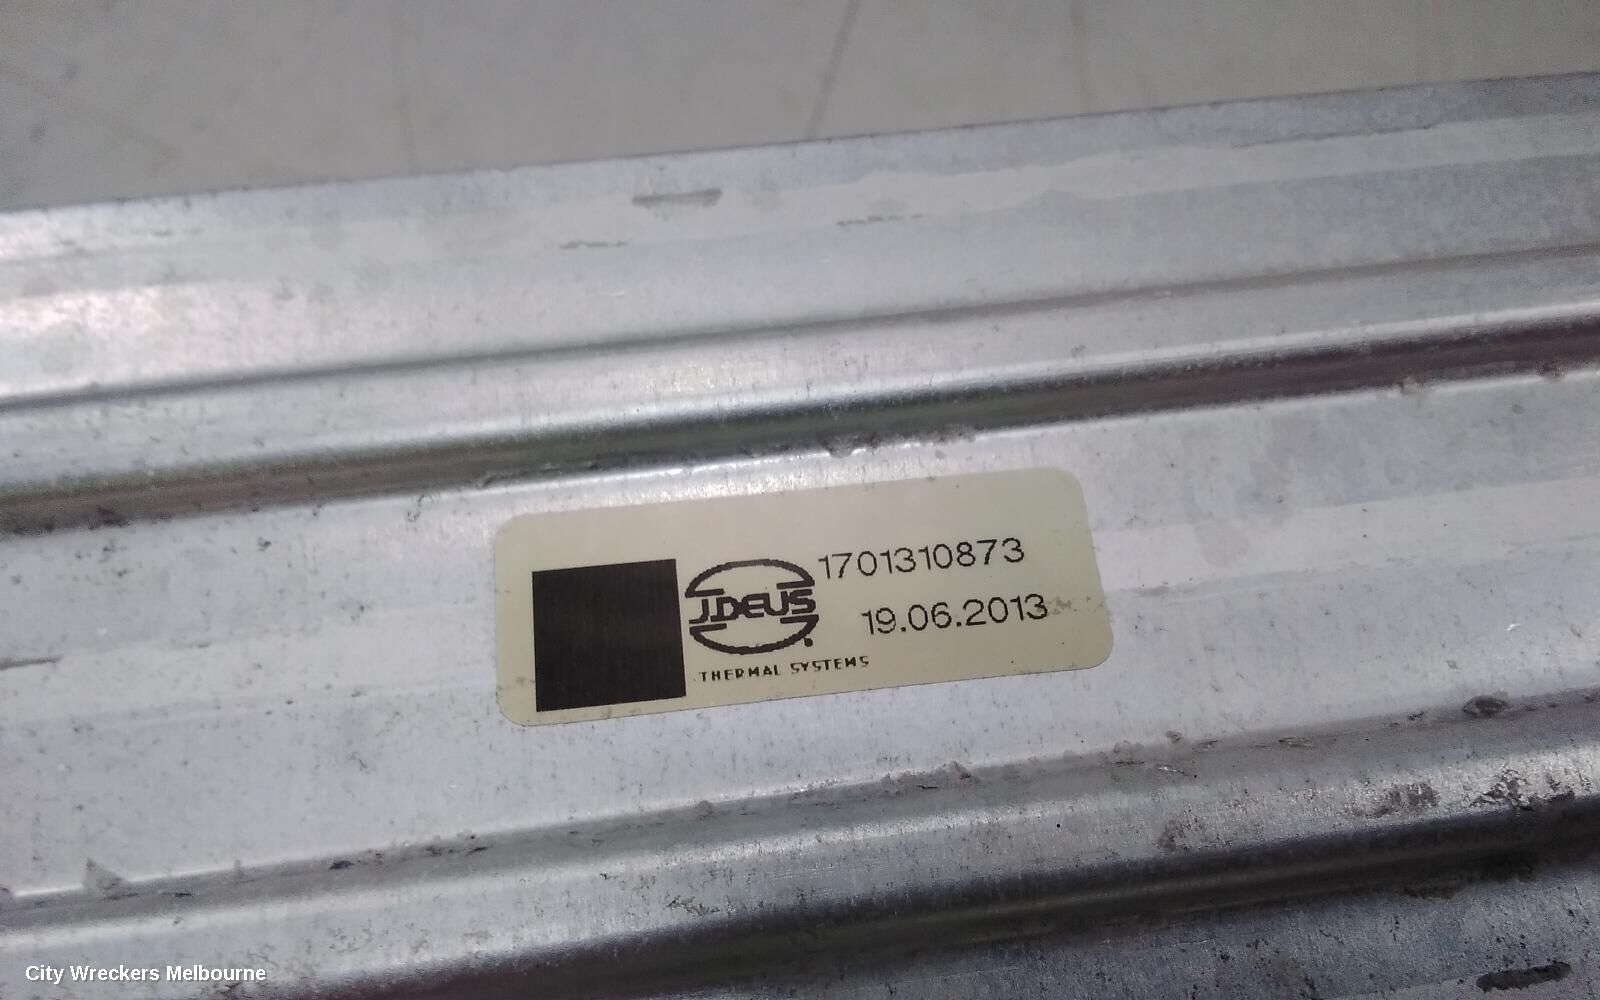 1701310873
J.DEUS
19.06.2013
THERMAL SYSTEMS
City Wreckers Melbourne